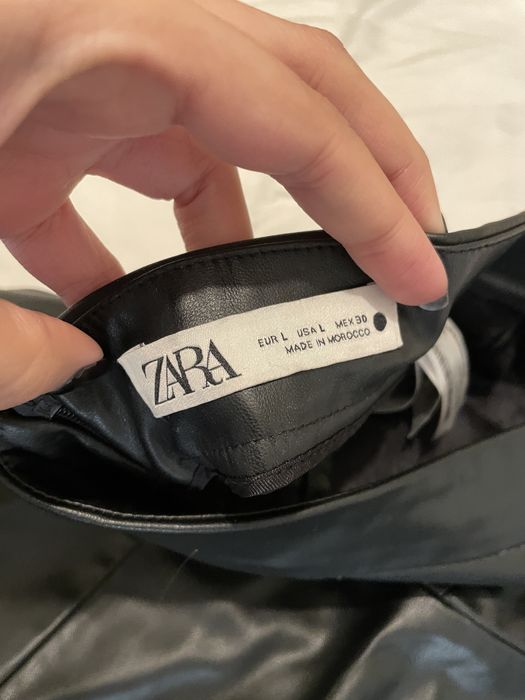 ZARA
EUR L USA L MEX 30
MADE IN MOROCCO